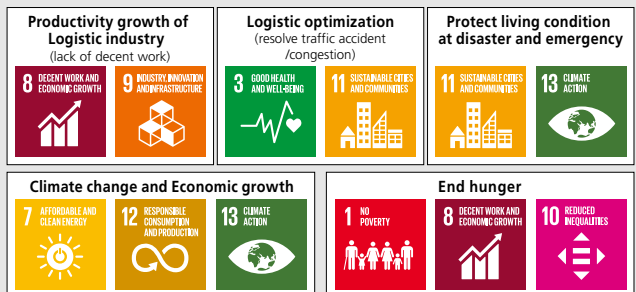 Productivity growth of
Logistic industry
(lack of decent work)
8 DECENT WORK AND
ECONOMIC GROWTH
9 INDUSTRY, INNOVATION
AND INFRASTRUCTURE
Logistic optimization
(resolve traffic accident
/congestion)
3 GOOD HEALTH
AND WELL-BEING
11 SUSTAINABLE CITIES
AND COMMUNITIES
Protect living condition
at disaster and emergency
11 SUSTAINABLE CITIES
AND COMMUNITIES
13 CLIMATE
ACTION
Climate change and Economic growth
7 AFFORDABLE AND
CLEAN ENERGY
12 RESPONSIBLE
CONSUMPTION
AND PRODUCTION
13 CLIMATE
ACTION
End hunger
1 NO
POVERTY
8 DECENT WORK AND
ECONOMIC GROWTH
10 REDUCED
INEQUALITIES